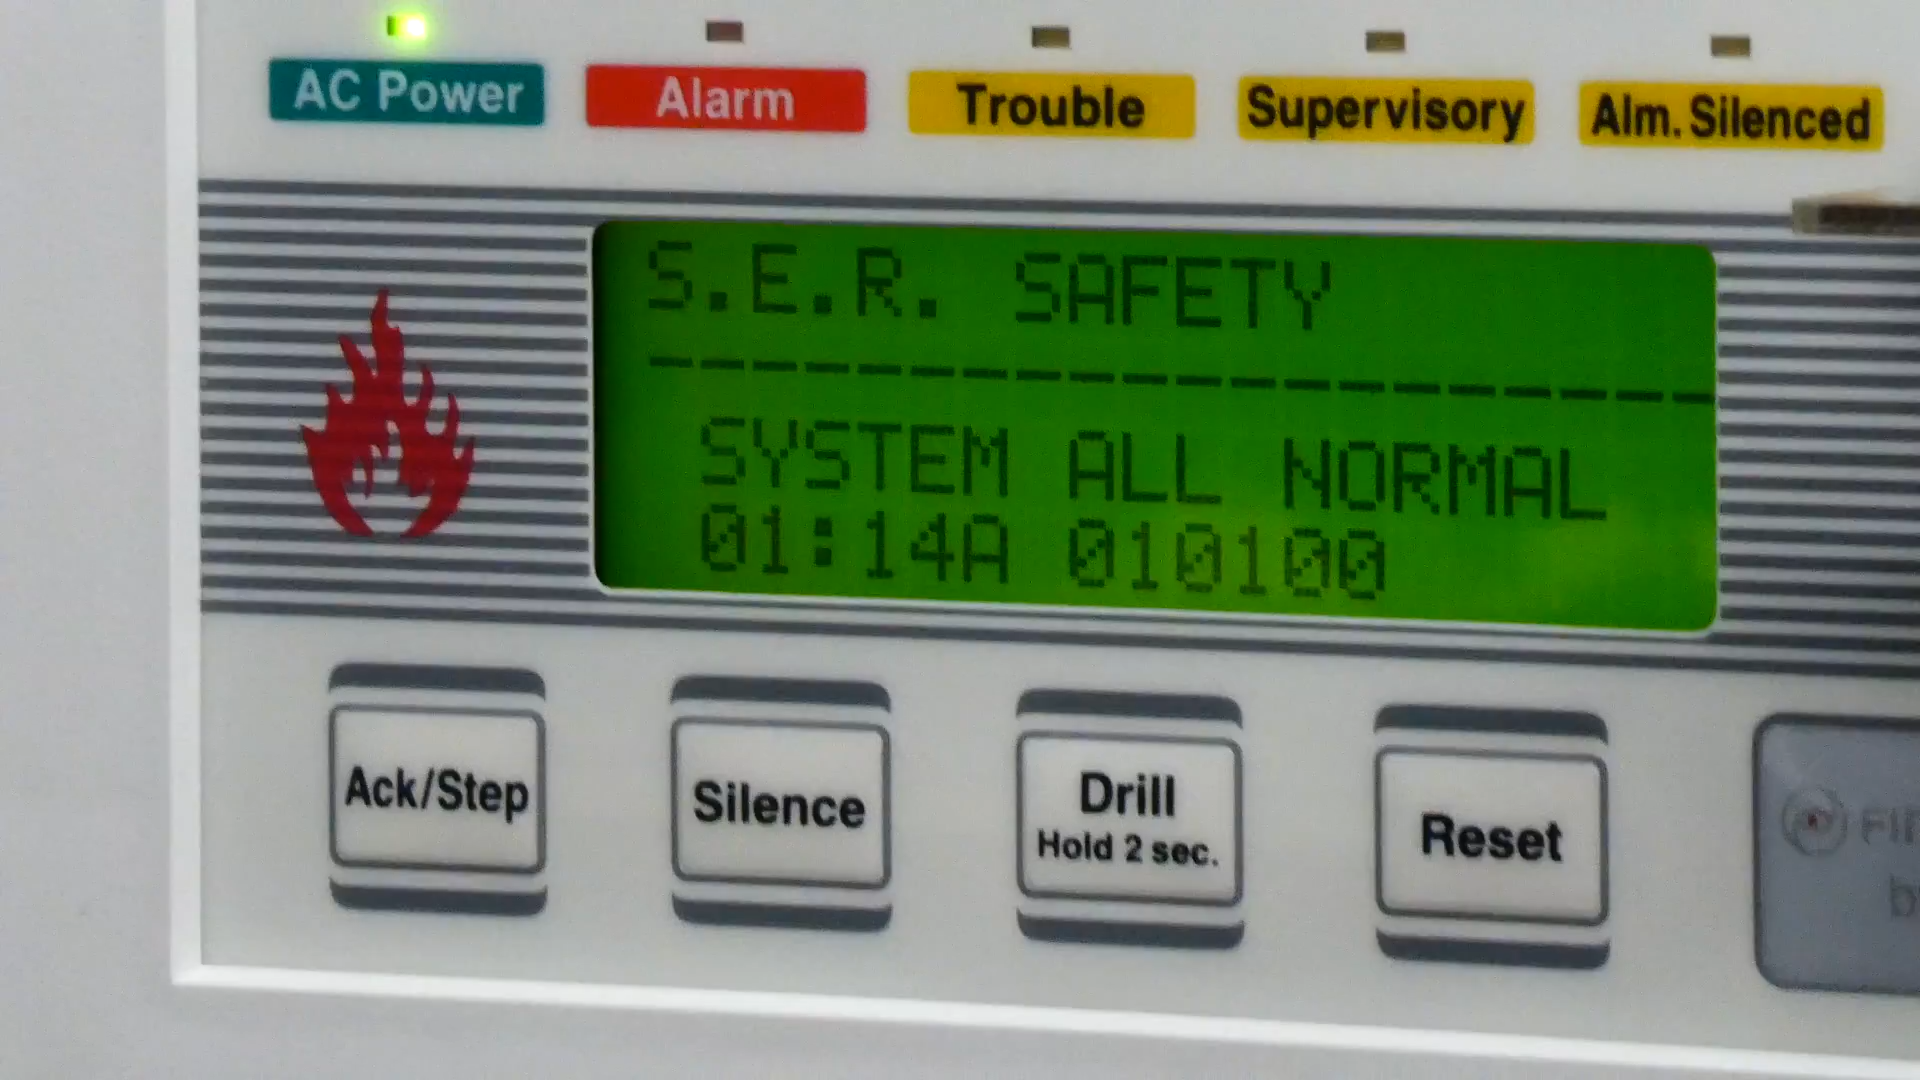 AC Power
Alarm
Trouble
Supervisory
Alm. Silenced
S.E.R. SAFETY
--------------------
SYSTEM ALL NORMAL
01:14A 010100
Ack/Step
Silence
Drill
Hold 2 sec.
Reset